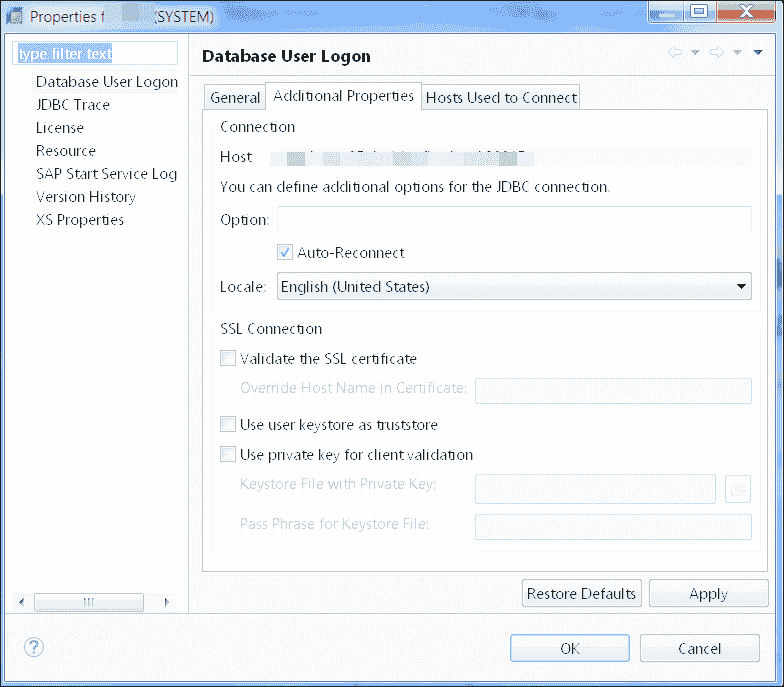 Properties f (SYSTEM)
type filter text
Database User Logon
JDBC Trace
License
Resource
SAP Start Service Log
Version History
XS Properties
Database User Logon
General Additional Properties Hosts Used to Connect
Connection
Host
You can define additional options for the JDBC connection.
Option:
Auto-Reconnect
Locale: English (United States)
SSL Connection
Validate the SSL certificate
Override Host Name in Certificate:
Use user keystore as truststore
Use private key for client validation
Keystore File with Private Key:
Pass Phrase for Keystore File:
Restore Defaults Apply
? OK Cancel